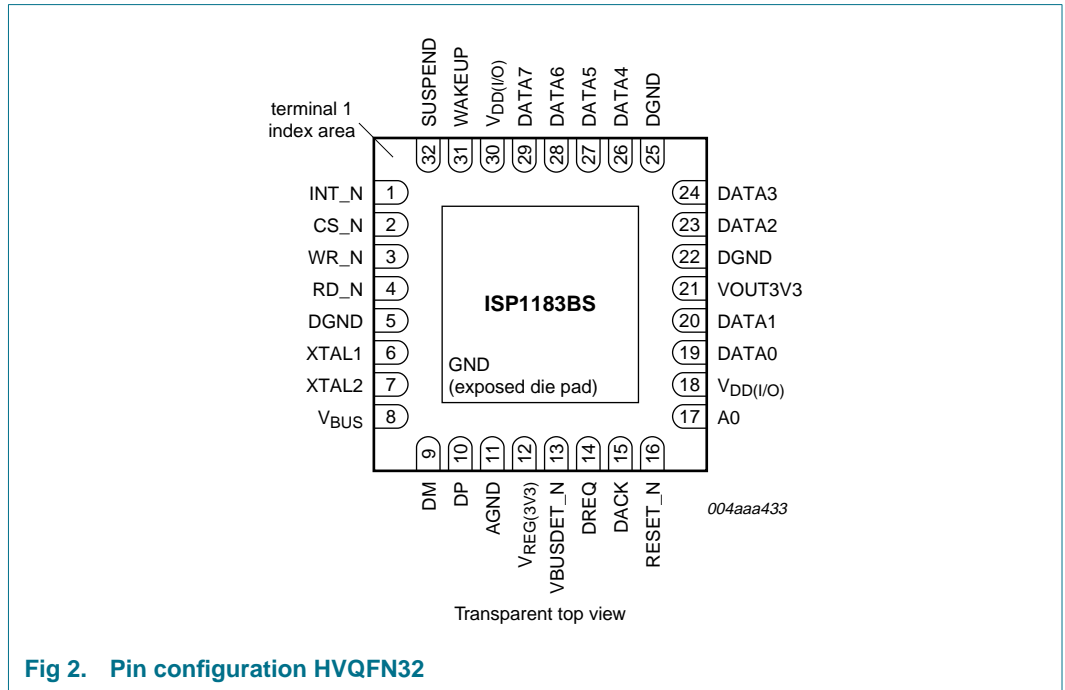 SUSPEND
WAKEUP
VDD(I/O)
DATA7
DATA6
DATA5
DATA4
DGND
terminal 1
index area
32 31 30 29 28 27 26 25
INT_N 1
CS_N 2
WR_N 3
RD_N 4
DGND 5
XTAL1 6
XTAL2 7
VBUS 8
24 DATA3
23 DATA2
22 DGND
21 VOUT3V3
20 DATA1
19 DATA0
18 VDD(I/O)
17 A0
ISP1183BS
GND
(exposed die pad)
9 10 11 12 13 14 15 16
DM
DP
AGND
VREG(3V3)
VBUSDET_N
DREQ
DACK
RESET_N
004aaa433
Transparent top view
Fig 2. Pin configuration HVQFN32